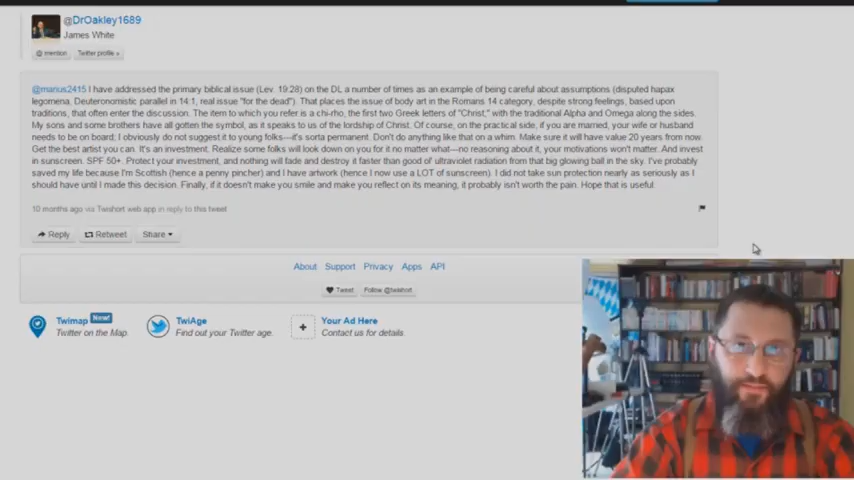 @DrOakley1689
James White
@ mention
Twitter profile »
@marius2415 I have addressed the primary biblical issue (Lev. 19:28) on the DL a number of times as an example of being careful about assumptions (disputed hapax
legomena, Deuteronomistic parallel in 14:1, real issue "for the dead"). That places the issue of body art in the Romans 14 category, despite strong feelings, based upon
traditions, that often enter the discussion. The item to which you refer is a chi-rho, the first two Greek letters of "Christ," with the traditional Alpha and Omega along the sides.
My sons and some brothers have all gotten the symbol, as it speaks to us of the lordship of Christ. Of course, on the practical side, if you are married, your wife or husband
needs to be on board; I obviously do not suggest it to young folks---it's sorta permanent. Don't do anything like that on a whim. Make sure it will have value 20 years from now.
Get the best artist you can. It's an investment. Realize some folks will look down on you for it no matter what---no reasoning about it, your motivations won't matter. And invest
in sunscreen. SPF 50+. Protect your investment, and nothing will fade and destroy it faster than good ol' ultraviolet radiation from that big glowing ball in the sky. I've probably
saved my life because I'm Scottish (hence a penny pincher) and I have artwork (hence I now use a LOT of sunscreen). I did not take sun protection nearly as seriously as I
should have until I made this decision. Finally, if it doesn't make you smile and make you reflect on its meaning, it probably isn't worth the pain. Hope that is useful.
10 months ago via Twishort web app in reply to this tweet
Reply
Retweet
Share
About Support Privacy Apps API
Tweet
Follow @twishort
Twimap New!
Twitter on the Map.
TwiAge
Find out your Twitter age.
Your Ad Here
Contact us for details